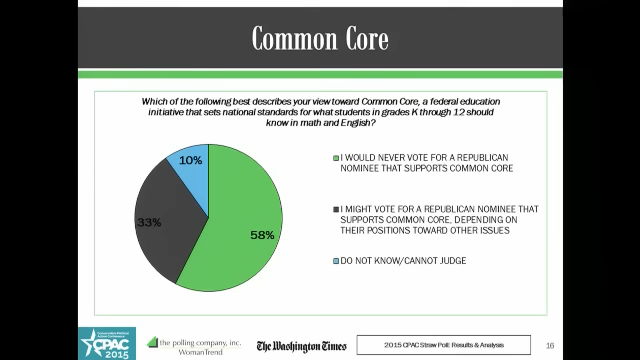 Common Core
Which of the following best describes your view toward Common Core, a federal education
initiative that sets national standards for what students in grades K through 12 should
know in math and English?
10%
33%
58%
I WOULD NEVER VOTE FOR A REPUBLICAN
NOMINEE THAT SUPPORTS COMMON CORE
I MIGHT VOTE FOR A REPUBLICAN NOMINEE THAT
SUPPORTS COMMON CORE, DEPENDING ON
THEIR POSITIONS TOWARD OTHER ISSUES
DO NOT KNOW/CANNOT JUDGE
CPAC
2015
the polling company, inc.
WomanTrend
The Washington Times
2015 CPAC Straw Poll: Results & Analysis
16